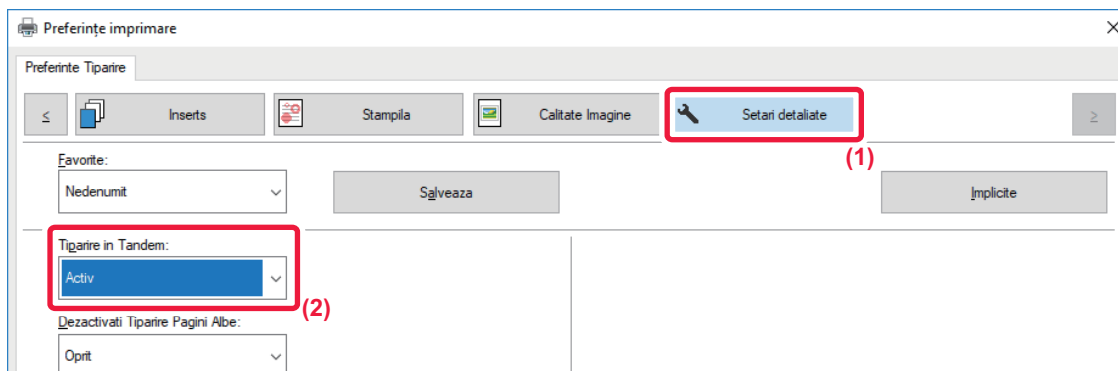 Preferințe imprimare
Preferinte Tiparire
< Inserts Stampila Calitate Imagine Setari detaliate >
(1)
Favorite:
Nedenumit Salveaza Implicite
Tiparire in Tandem:
Activ
(2)
Dezactivati Tiparire Pagini Albe:
Oprit